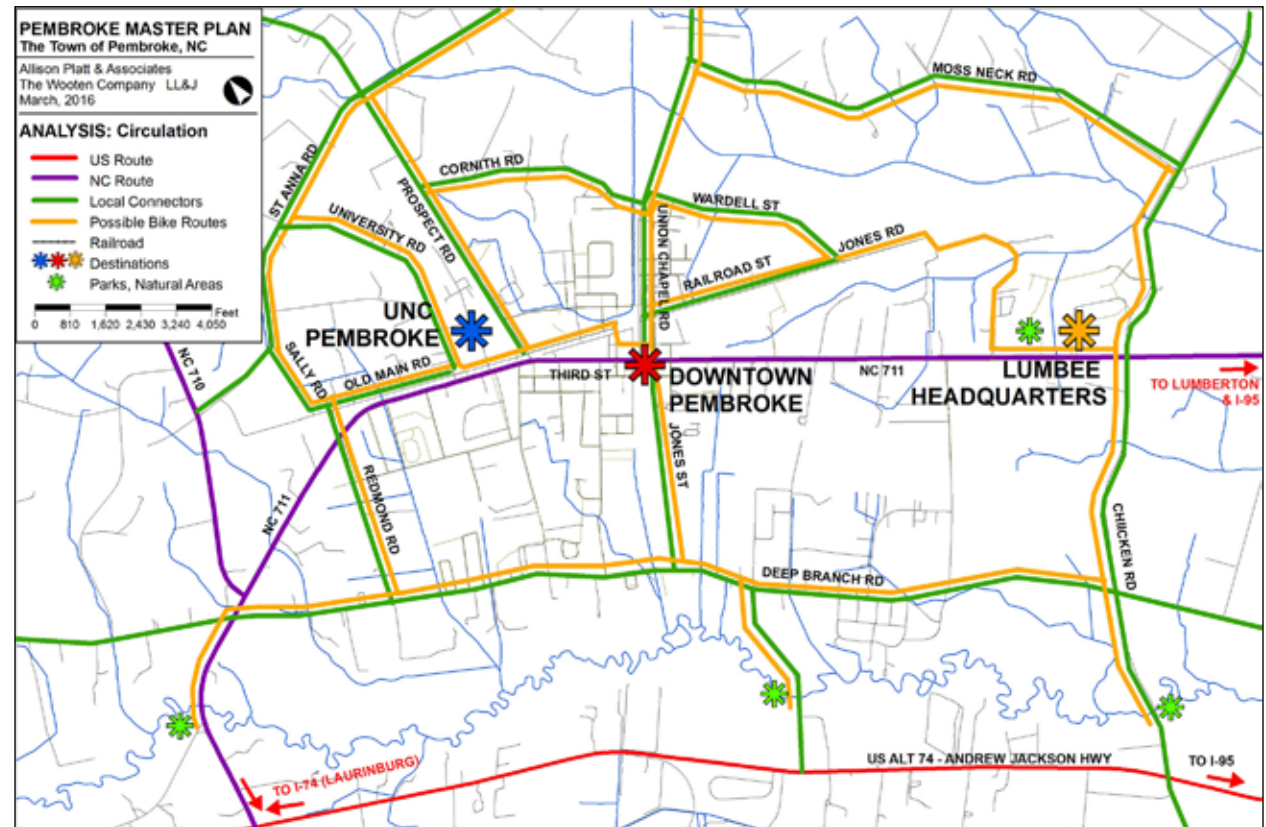 PEMBROKE MASTER PLAN
The Town of Pembroke, NC
Allison Platt & Associates
The Wooten Company LL&J
March, 2016
ANALYSIS: Circulation
US Route
NC Route
Local Connectors
Possible Bike Routes
Railroad
Destinations
Parks, Natural Areas
Feet
0 810 1,620 2,430 3,240 4,050
MOSS NECK RD
ST ANNA RD
CORNITH RD
PROSPECT RD
UNIVERSITY RD
WARDELL ST
UNION CHAPEL RD
JONES RD
RAILROAD ST
UNC
PEMBROKE
SALLY RD
OLD MAIN RD
NC 710
THIRD ST
DOWNTOWN
PEMBROKE
NC 711
LUMBEE
HEADQUARTERS
TO LUMBERTON
& I-95
JONES ST
REDMOND RD
NC 711
CHICKEN RD
DEEP BRANCH RD
US ALT 74 - ANDREW JACKSON HWY
TO I-95
TO I-74 (LAURINBURG)